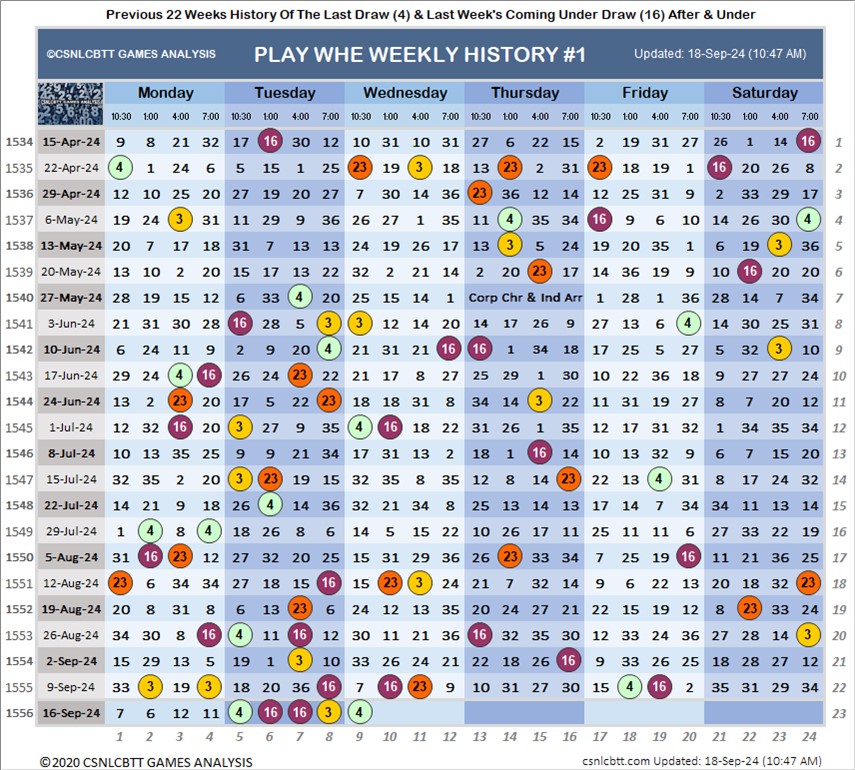 Previous 22 Weeks History Of The Last Draw (4) & Last Week's Coming Under Draw (16) After & Under
©CSNLCBTT GAMES ANALYSIS PLAY WHE WEEKLY HISTORY #1 Updated: 18-Sep-24 (10:47 AM)
CSNLCBTT GAMES ANALYSIS
Monday Tuesday Wednesday Thursday Friday Saturday
10:30 1:00 4:00 7:00 10:30 1:00 4:00 7:00 10:30 1:00 4:00 7:00 10:30 1:00 4:00 7:00 10:30 1:00 4:00 7:00 10:30 1:00 4:00 7:00
1534 15-Apr-24 9 8 21 32 17 16 30 12 10 31 10 31 27 6 22 15 2 19 31 27 26 1 14 16 1
1535 22-Apr-24 4 1 24 6 5 15 1 25 23 19 3 18 13 23 2 31 23 18 19 1 16 20 26 8 2
1536 29-Apr-24 12 10 25 20 27 19 20 27 7 30 14 36 23 36 12 14 12 25 31 9 2 33 29 17 3
1537 6-May-24 19 24 3 31 11 29 9 36 26 27 1 35 11 4 35 34 16 9 6 10 14 26 30 4 4
1538 13-May-24 20 7 17 18 31 7 13 13 24 19 26 17 13 3 5 24 19 20 35 1 6 19 3 36 5
1539 20-May-24 13 10 2 20 15 17 13 22 32 2 21 14 2 20 23 17 14 36 19 9 10 16 20 20 6
1540 27-May-24 28 19 15 12 6 33 4 20 25 15 14 1 Corp Chr & Ind Arr 1 28 1 36 28 14 7 34 7
1541 3-Jun-24 21 31 30 28 16 28 5 3 3 12 14 20 14 17 26 9 27 13 6 4 14 30 25 31 8
1542 10-Jun-24 6 24 11 9 2 9 20 4 21 31 21 16 16 1 34 18 17 25 5 27 5 32 3 10 9
1543 17-Jun-24 29 24 4 16 26 24 23 22 21 17 8 27 25 29 1 30 10 22 36 18 9 27 27 24 10
1544 24-Jun-24 13 2 23 20 17 5 22 23 18 18 31 8 34 14 3 22 11 31 19 27 8 7 20 12 11
1545 1-Jul-24 12 32 16 20 3 27 9 35 4 16 18 22 31 26 1 35 12 17 31 32 1 34 35 34 12
1546 8-Jul-24 10 13 35 25 9 9 21 34 17 31 13 2 18 1 16 14 10 13 32 9 6 7 15 20 13
1547 15-Jul-24 32 35 2 20 3 23 19 15 32 35 8 35 12 8 14 23 22 13 4 31 8 14 24 32 14
1548 22-Jul-24 14 21 9 18 26 4 14 36 32 21 34 8 25 13 14 13 17 14 7 34 34 11 13 14 15
1549 29-Jul-24 1 4 8 4 18 26 8 6 14 5 15 22 10 26 17 11 25 11 11 6 27 33 22 19 16
1550 5-Aug-24 31 16 23 12 27 32 20 25 15 31 29 36 26 23 33 34 7 25 19 16 11 21 36 25 17
1551 12-Aug-24 23 6 34 34 27 18 15 16 15 23 3 24 21 7 32 14 9 6 22 13 20 18 32 23 18
1552 19-Aug-24 20 8 31 8 6 13 23 6 24 12 13 35 20 24 27 21 22 15 19 12 8 23 33 24 19
1553 26-Aug-24 34 30 8 16 4 11 16 12 30 11 21 36 16 32 35 30 12 33 24 36 27 28 14 3 20
1554 2-Sep-24 15 29 13 5 19 1 3 10 33 26 24 21 22 18 26 16 9 33 26 25 18 28 27 12 21
1555 9-Sep-24 33 3 19 3 18 20 36 16 7 16 23 9 10 31 27 30 15 4 16 2 35 31 29 34 22
1556 16-Sep-24 7 6 12 11 4 16 16 3 4 23
1 2 3 4 5 6 7 8 9 10 11 12 13 14 15 16 17 18 19 20 21 22 23 24
©2020 CSNLCBTT GAMES ANALYSIS csnlcbtt.com Updated: 18-Sep-24 (10:47 AM)